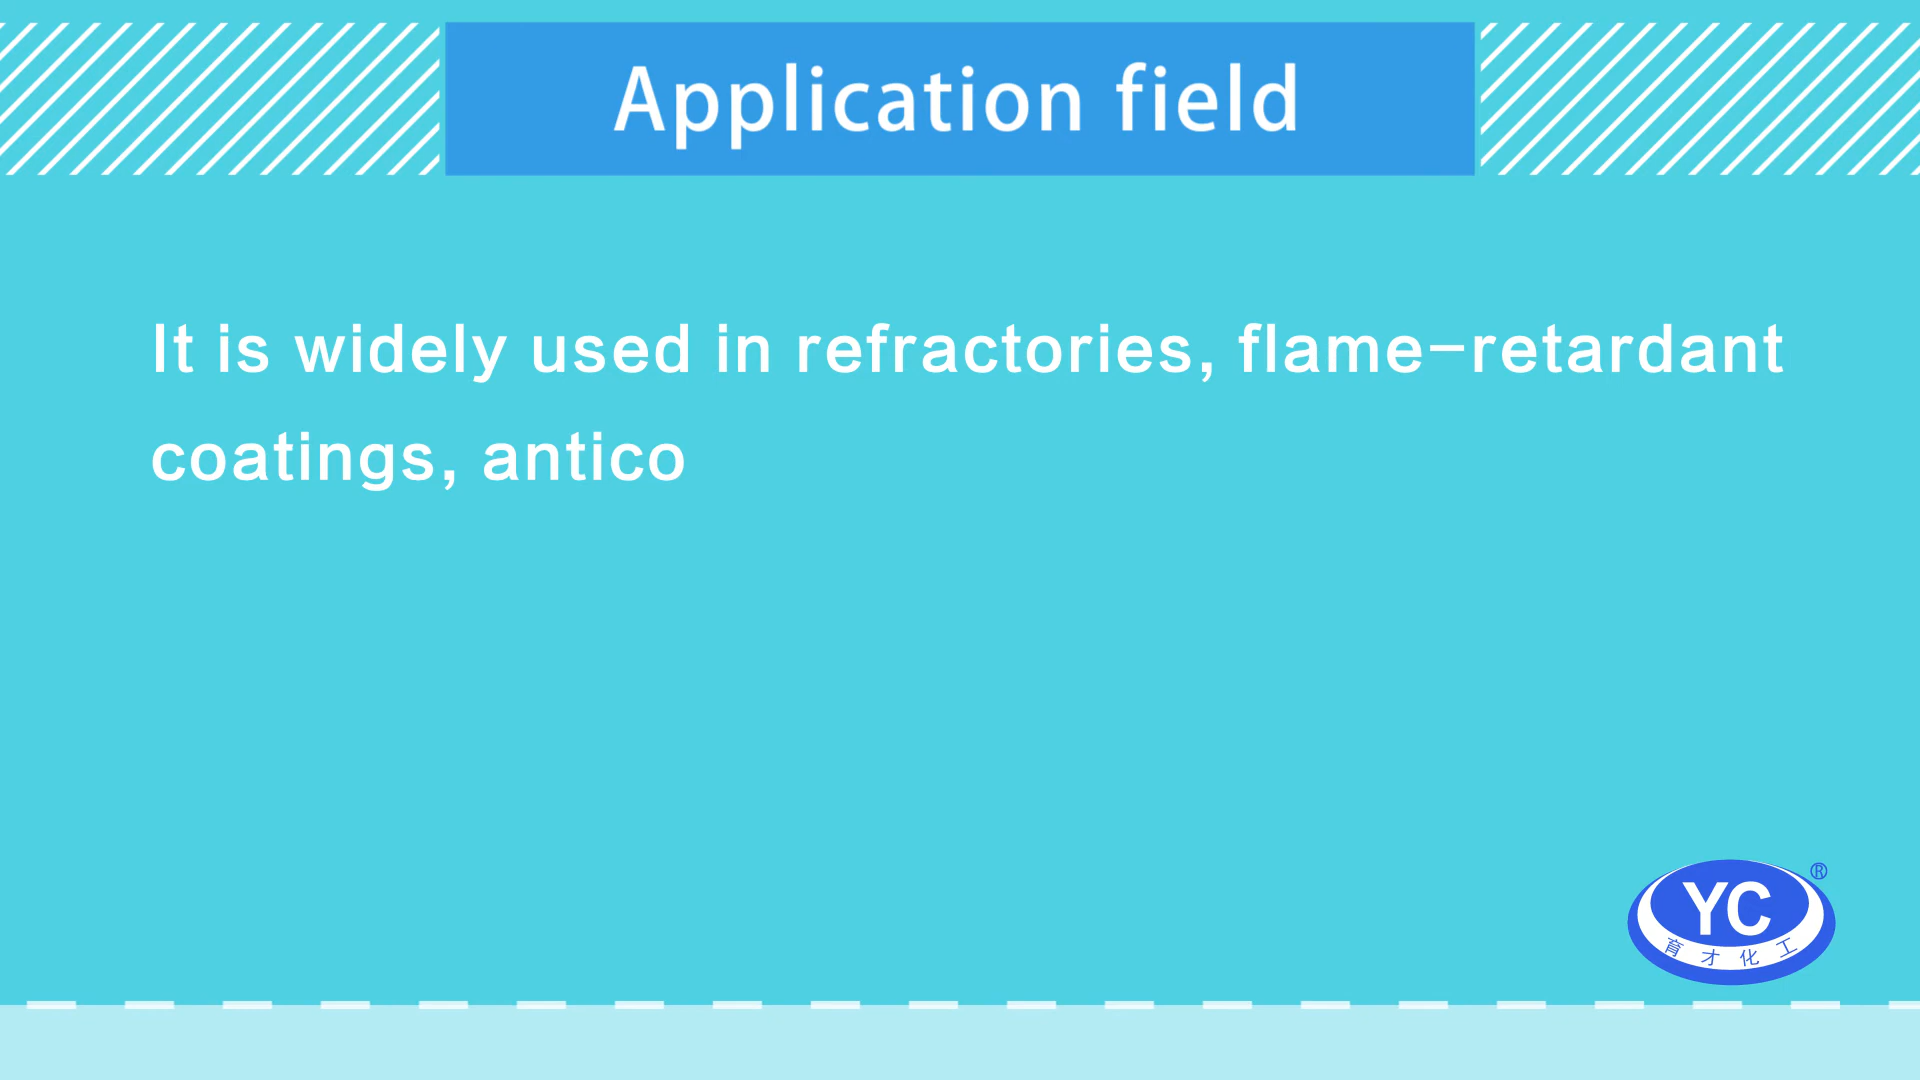 Application field
It is widely used in refractories, flame-retardant
coatings, antico
YC®
育才化工